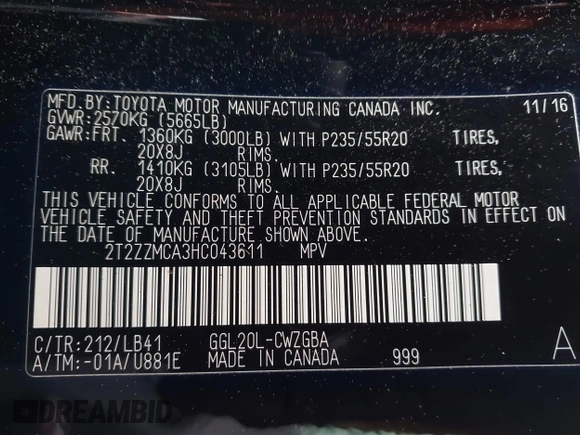 MFD.BY:TOYOTA MOTOR MANUFACTURING CANADA INC. 11/16
GVWR:2570KG (5665LB)
GAWR:FRT. 1360KG (3000LB) WITH P235/55R20 TIRES,
20X8J RIMS.
RR. 1410KG (3105LB) WITH P235/55R20 TIRES,
20X8J RIMS.
THIS VEHICLE CONFORMS TO ALL APPLICABLE FEDERAL MOTOR
VEHICLE SAFETY AND THEFT PREVENTION STANDARDS IN EFFECT ON
THE DATE OF MANUFACTURE SHOWN ABOVE.
2T2ZZMCA3HC043611 MPV
C/TR:212/LB41 GGL20L-CWZGBA
A/TM:-01A/U881E MADE IN CANADA 999 A
DREAMBID